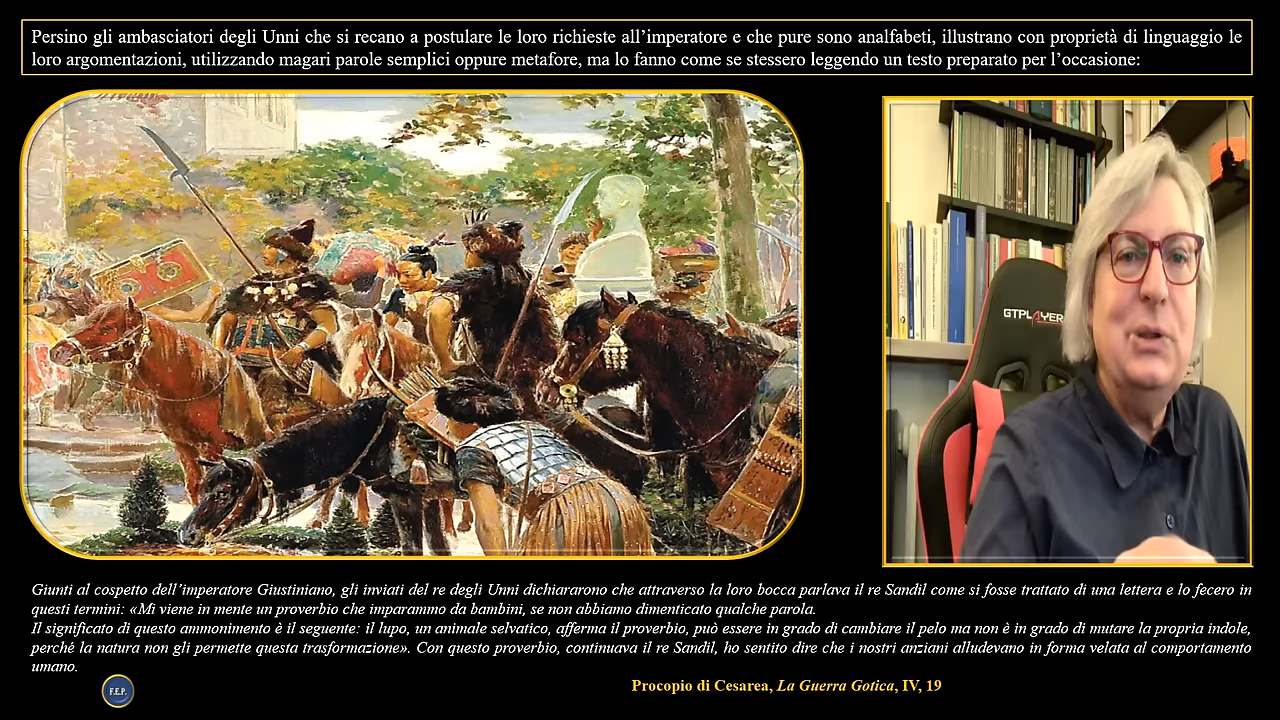 Persino gli ambasciatori degli Unni che si recano a postulare le loro richieste all'imperatore e che pure sono analfabeti, illustrano con proprietà di linguaggio le
loro argomentazioni, utilizzando magari parole semplici oppure metafore, ma lo fanno come se stessero leggendo un testo preparato per l'occasione:
GTPLAYER
Giunti al cospetto dell'imperatore Giustiniano, gli inviati del re degli Unni dichiararono che attraverso la loro bocca parlava il re Sandil come si fosse trattato di una lettera e lo fecero in
questi termini: «Mi viene in mente un proverbio che imparammo da bambini, se non abbiamo dimenticato qualche parola.
Il significato di questo ammonimento è il seguente: il lupo, un animale selvatico, afferma il proverbio, può essere in grado di cambiare il pelo ma non è in grado di mutare la propria indole,
perché la natura non gli permette questa trasformazione». Con questo proverbio, continuava il re Sandil, ho sentito dire che i nostri anziani alludevano in forma velata al comportamento
umano.
F.E.P.
Procopio di Cesarea, La Guerra Gotica, IV, 19